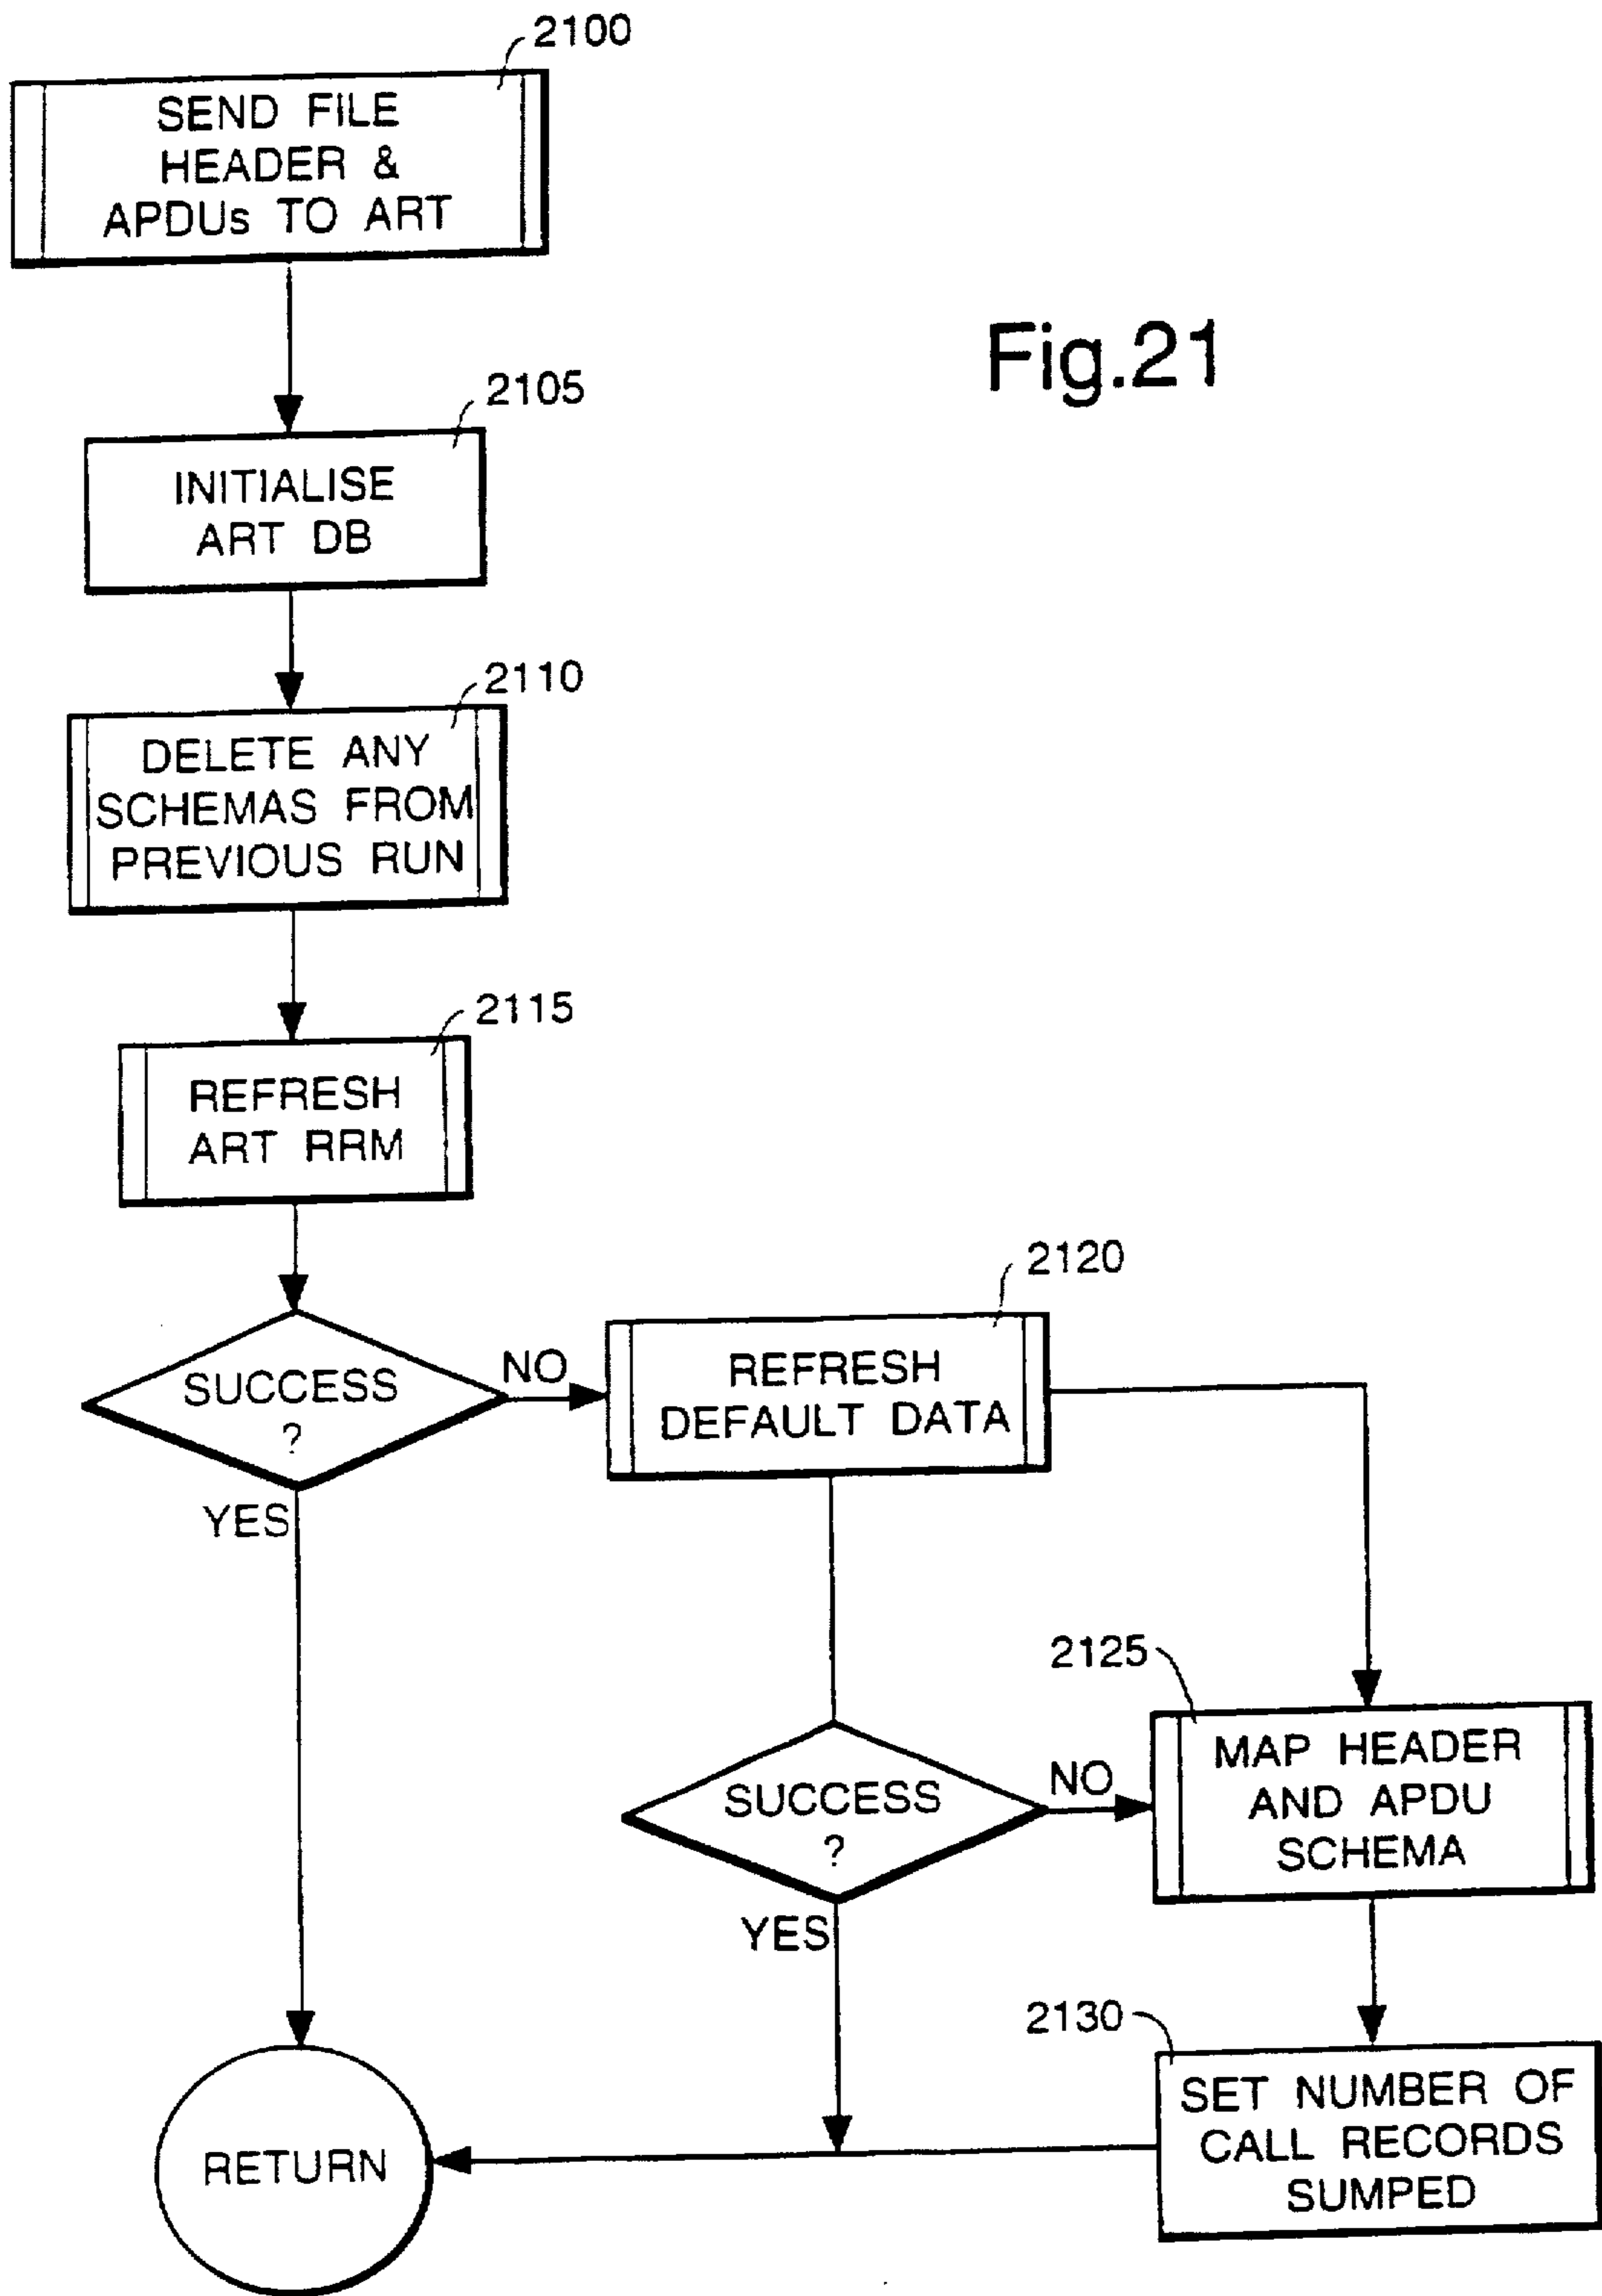 2100
SEND FILE
HEADER &
APDUs TO ART
Fig.21
2105
INITIALISE
ART DB
2110
DELETE ANY
SCHEMAS FROM
PREVIOUS RUN
2115
REFRESH
ART RRM
2120
SUCCESS
?
NO
REFRESH
DEFAULT DATA
YES
2125
MAP HEADER
AND APDU
SCHEMA
SUCCESS
?
NO
YES
2130
SET NUMBER OF
CALL RECORDS
SUMPED
RETURN